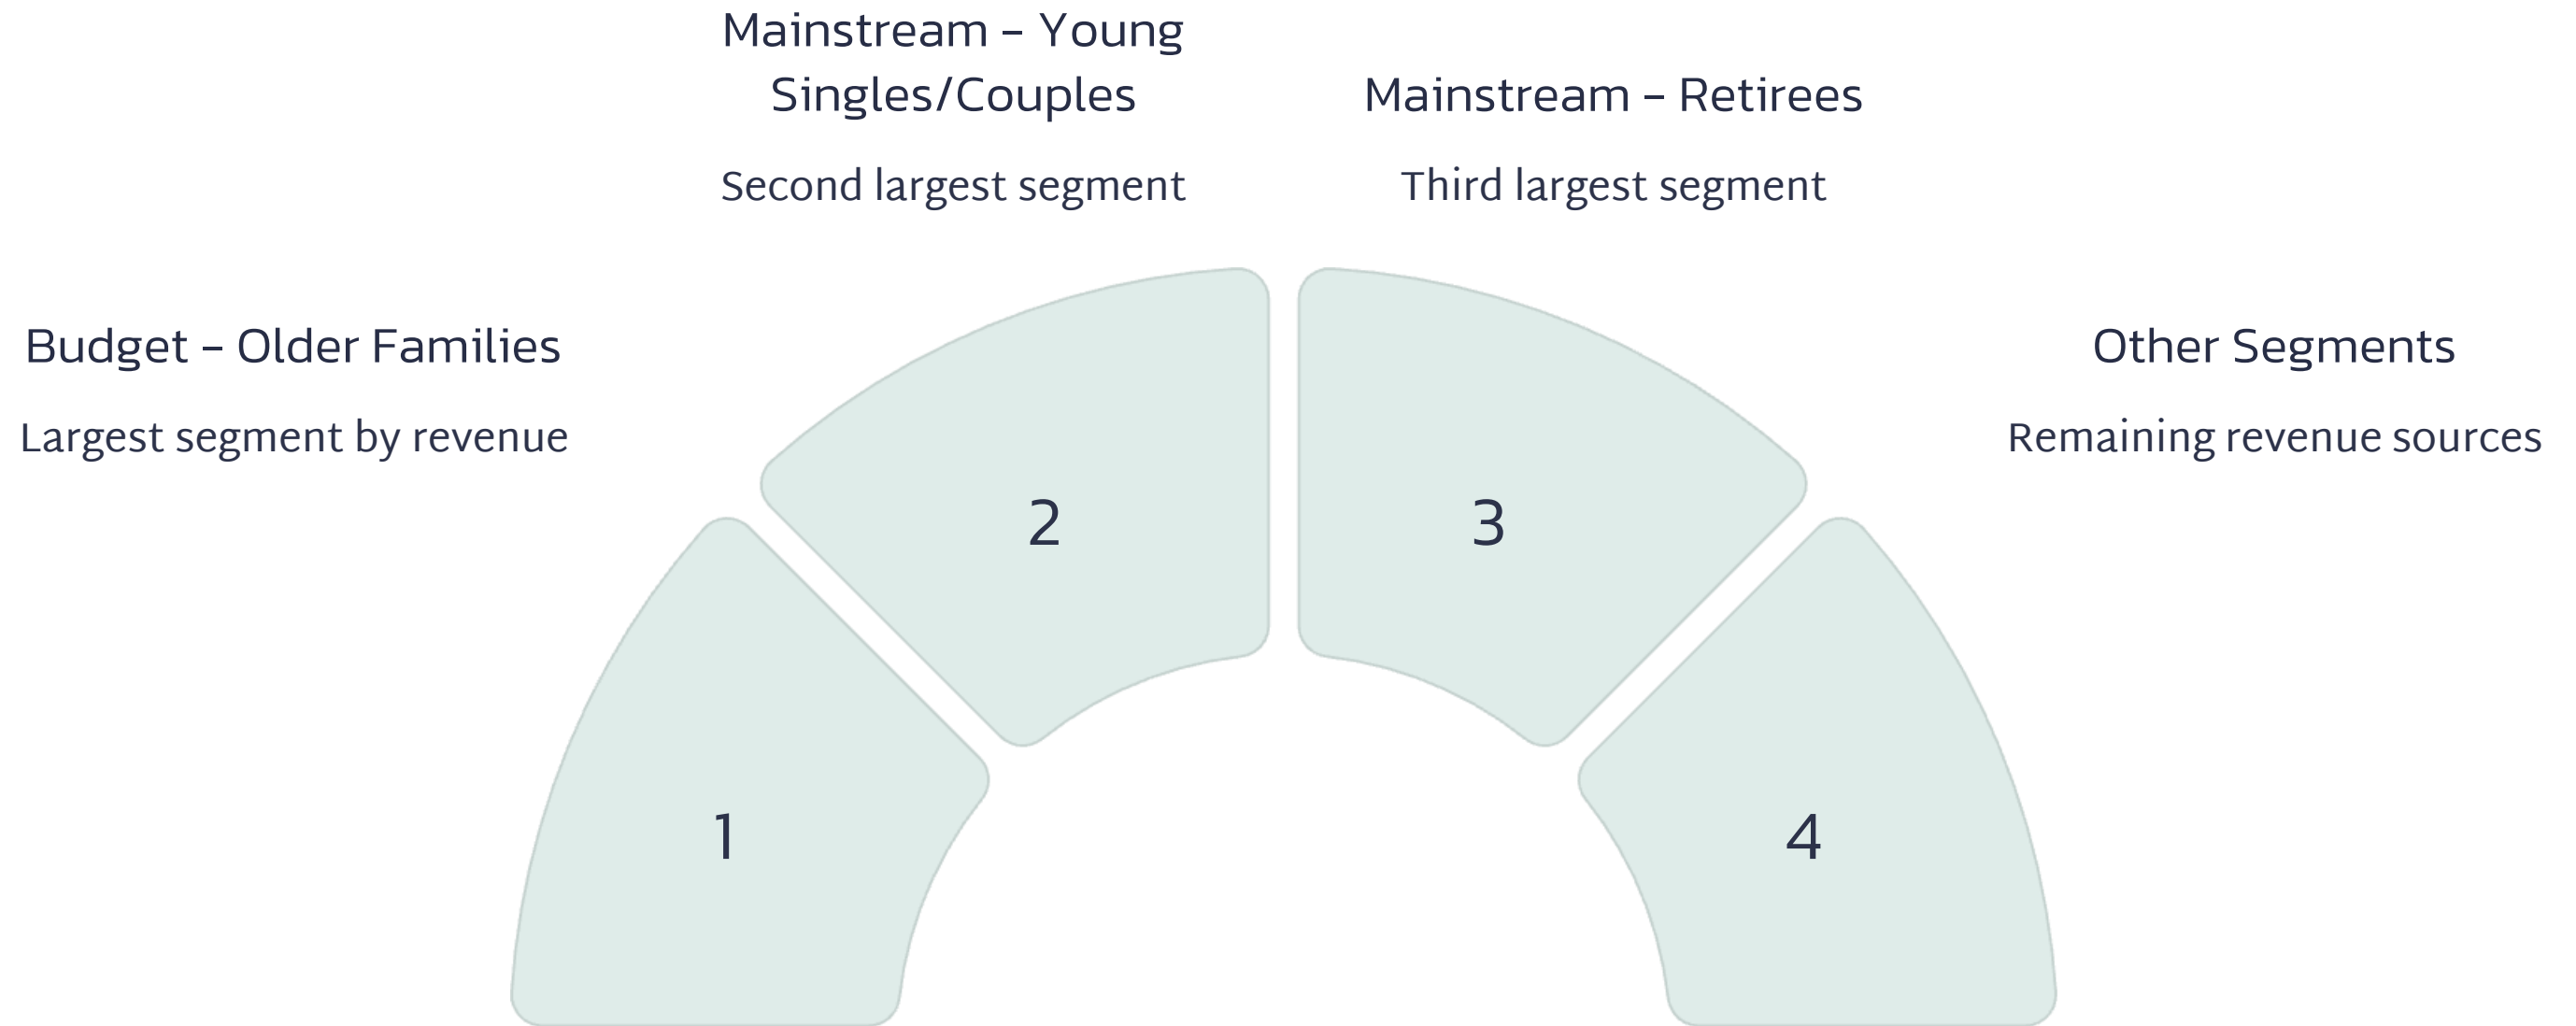 Mainstream – Young
Singles/Couples
Second largest segment
Mainstream – Retirees
Third largest segment
Budget – Older Families
Largest segment by revenue
Other Segments
Remaining revenue sources
2
3
1
4